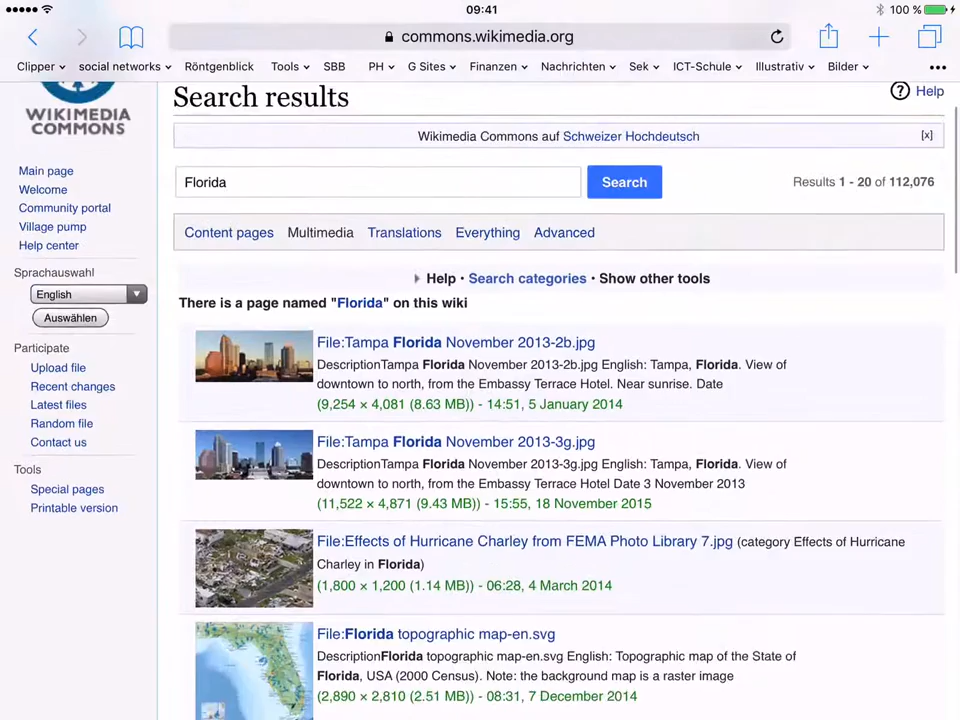 09:41
100 %
commons.wikimedia.org
Clipper social networks Röntgenblick Tools SBB PH G Sites Finanzen Nachrichten Sek ICT-Schule Illustrativ Bilder
WIKIMEDIA
COMMONS
Main page
Welcome
Community portal
Village pump
Help center
Sprachauswahl
English
Auswählen
Participate
Upload file
Recent changes
Latest files
Random file
Contact us
Tools
Special pages
Printable version
Search results
Help
Wikimedia Commons auf Schweizer Hochdeutsch [x]
Florida Search Results 1 - 20 of 112,076
Content pages Multimedia Translations Everything Advanced
Help • Search categories • Show other tools
There is a page named "Florida" on this wiki
File:Tampa Florida November 2013-2b.jpg
DescriptionTampa Florida November 2013-2b.jpg English: Tampa, Florida. View of
downtown to north, from the Embassy Terrace Hotel. Near sunrise. Date
(9,254 × 4,081 (8.63 MB)) - 14:51, 5 January 2014
File:Tampa Florida November 2013-3g.jpg
DescriptionTampa Florida November 2013-3g.jpg English: Tampa, Florida. View of
downtown to north, from the Embassy Terrace Hotel Date 3 November 2013
(11,522 × 4,871 (9.43 MB)) - 15:55, 18 November 2015
File:Effects of Hurricane Charley from FEMA Photo Library 7.jpg (category Effects of Hurricane
Charley in Florida)
(1,800 × 1,200 (1.14 MB)) - 06:28, 4 March 2014
File:Florida topographic map-en.svg
DescriptionFlorida topographic map-en.svg English: Topographic map of the State of
Florida, USA (2000 Census). Note: the background map is a raster image
(2,890 × 2,810 (2.51 MB)) - 08:31, 7 December 2014